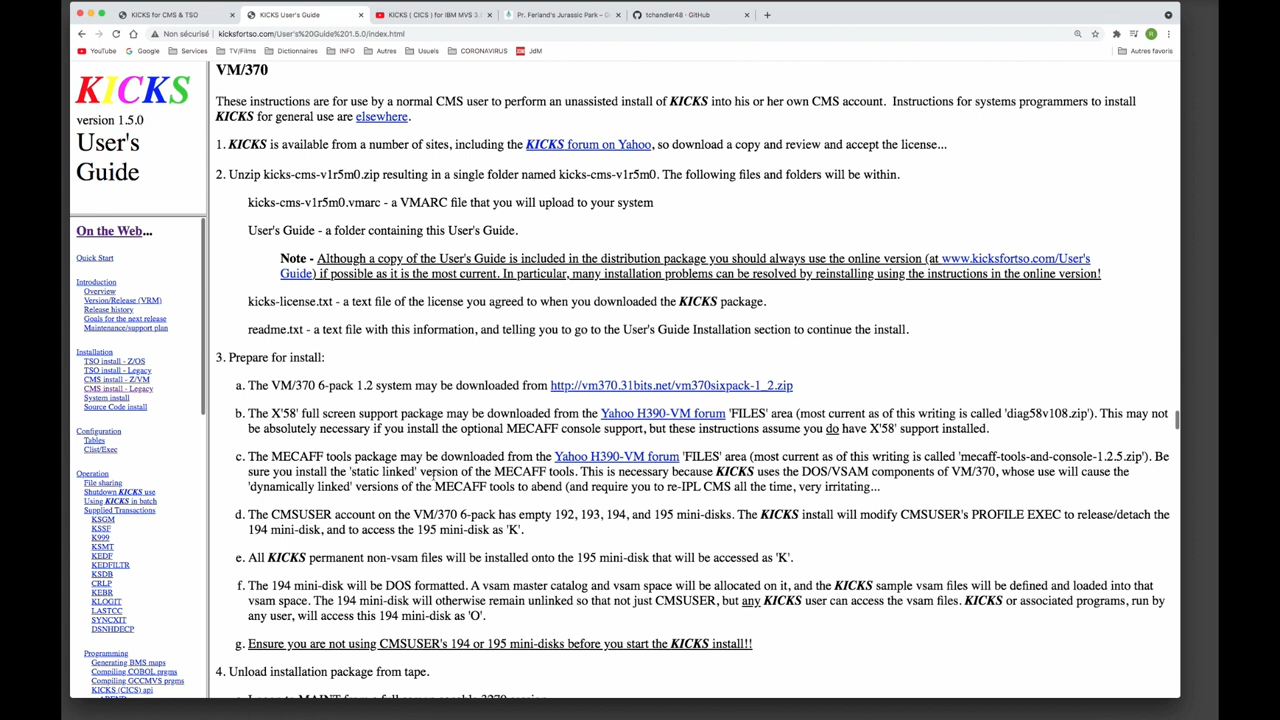 KICKS for CMS & TSO
KICKS User's Guide
KICKS ( CICS ) for IBM MVS 3.
Pr. Ferland's Jurassic Park – G
tchandler48 · GitHub
Non sécurisé | kicksfortso.com/User's%20Guide%201.5.0/index.html
YouTube
Google
Services
TV/Films
Dictionnaires
INFO
Autres
Usuels
CORONAVIRUS
JdM
Autres favoris
KICKS
version 1.5.0
User's
Guide
On the Web...
Quick Start
Introduction
Overview
Version/Release (VRM)
Release history
Goals for the next release
Maintenance/support plan
Installation
TSO install - Z/OS
TSO install - Legacy
CMS install - Z/VM
CMS install - Legacy
System install
Source Code install
Configuration
Tables
Clist/Exec
Operation
File sharing
Shutdown KICKS use
Using KICKS in batch
Supplied Transactions
KSGM
KSSF
K999
KSMT
KEDF
KEDFILTR
KSDB
CRLP
KEBR
KLOGIT
LASTCC
SYNCXIT
DSNHDECP
Programming
Generating BMS maps
Compiling COBOL prgms
Compiling GCCMVS prgms
KICKS (CICS) api
VM/370
These instructions are for use by a normal CMS user to perform an unassisted install of KICKS into his or her own CMS account. Instructions for systems programmers to install
KICKS for general use are elsewhere.
1. KICKS is available from a number of sites, including the KICKS forum on Yahoo, so download a copy and review and accept the license...
2. Unzip kicks-cms-v1r5m0.zip resulting in a single folder named kicks-cms-v1r5m0. The following files and folders will be within.
kicks-cms-v1r5m0.vmarc - a VMARC file that you will upload to your system
User's Guide - a folder containing this User's Guide.
Note - Although a copy of the User's Guide is included in the distribution package you should always use the online version (at www.kicksfortso.com/User's
Guide) if possible as it is the most current. In particular, many installation problems can be resolved by reinstalling using the instructions in the online version!
kicks-license.txt - a text file of the license you agreed to when you downloaded the KICKS package.
readme.txt - a text file with this information, and telling you to go to the User's Guide Installation section to continue the install.
3. Prepare for install:
a. The VM/370 6-pack 1.2 system may be downloaded from http://vm370.31bits.net/vm370sixpack-1_2.zip
b. The X'58' full screen support package may be downloaded from the Yahoo H390-VM forum 'FILES' area (most current as of this writing is called 'diag58v108.zip'). This may not
be absolutely necessary if you install the optional MECAFF console support, but these instructions assume you do have X'58' support installed.
c. The MECAFF tools package may be downloaded from the Yahoo H390-VM forum 'FILES' area (most current as of this writing is called 'mecaff-tools-and-console-1.2.5.zip'). Be
sure you install the 'static linked' version of the MECAFF tools. This is necessary because KICKS uses the DOS/VSAM components of VM/370, whose use will cause the
'dynamically linked' versions of the MECAFF tools to abend (and require you to re-IPL CMS all the time, very irritating...
d. The CMSUSER account on the VM/370 6-pack has empty 192, 193, 194, and 195 mini-disks. The KICKS install will modify CMSUSER's PROFILE EXEC to release/detach the
194 mini-disk, and to access the 195 mini-disk as 'K'.
e. All KICKS permanent non-vsam files will be installed onto the 195 mini-disk that will be accessed as 'K'.
f. The 194 mini-disk will be DOS formatted. A vsam master catalog and vsam space will be allocated on it, and the KICKS sample vsam files will be defined and loaded into that
vsam space. The 194 mini-disk will otherwise remain unlinked so that not just CMSUSER, but any KICKS user can access the vsam files. KICKS or associated programs, run by
any user, will access this 194 mini-disk as 'O'.
g. Ensure you are not using CMSUSER's 194 or 195 mini-disks before you start the KICKS install!!
4. Unload installation package from tape.